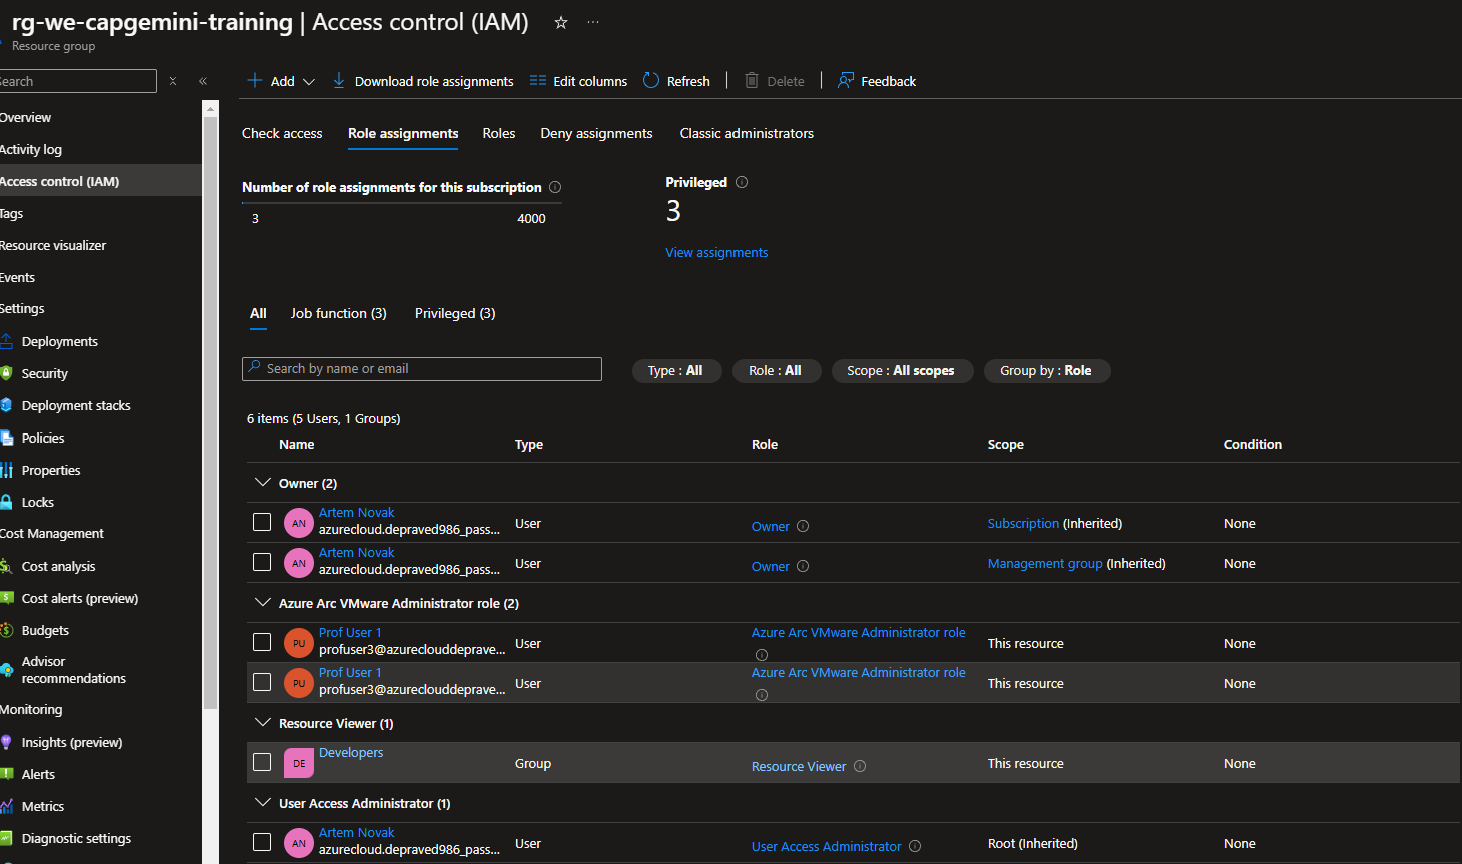 rg-we-capgemini-training | Access control (IAM)
Resource group
Search
Add
Download role assignments
Edit columns
Refresh
Delete
Feedback
Overview
Activity log
Access control (IAM)
Tags
Resource visualizer
Events
Settings
Deployments
Security
Deployment stacks
Policies
Properties
Locks
Cost Management
Cost analysis
Cost alerts (preview)
Budgets
Advisor
recommendations
Monitoring
Insights (preview)
Alerts
Metrics
Diagnostic settings
Check access Role assignments Roles Deny assignments Classic administrators
Number of role assignments for this subscription
3 4000
Privileged
3
View assignments
All Job function (3) Privileged (3)
Search by name or email
Type : All Role : All Scope : All scopes Group by : Role
6 items (5 Users, 1 Groups)
Name Type Role Scope Condition
Owner (2)
AN Artem Novak
azurecloud.depraved986_pass... User Owner Subscription (Inherited) None
AN Artem Novak
azurecloud.depraved986_pass... User Owner Management group (Inherited) None
Azure Arc VMware Administrator role (2)
PU Prof User 1
profuser3@azureclouddeprave... User Azure Arc VMware Administrator role This resource None
PU Prof User 1
profuser3@azureclouddeprave... User Azure Arc VMware Administrator role This resource None
Resource Viewer (1)
DE Developers
Group Resource Viewer This resource None
User Access Administrator (1)
AN Artem Novak
azurecloud.depraved986_pass... User User Access Administrator Root (Inherited) None